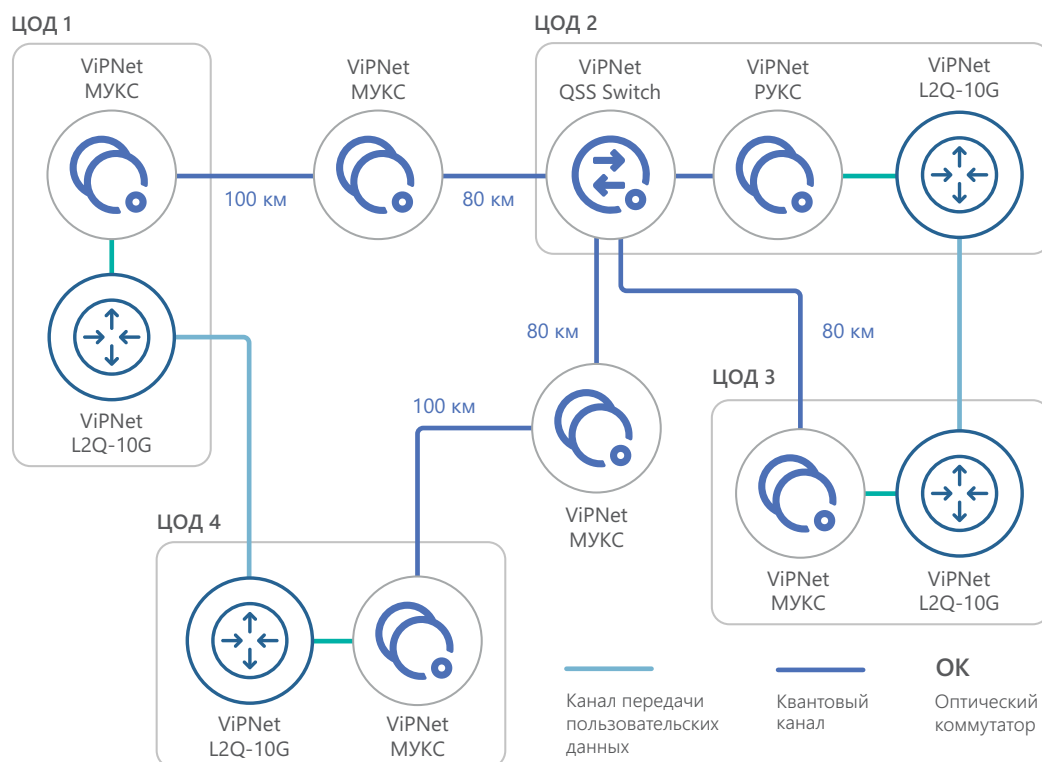 ЦОД 1
ViPNet
МУКС
ViPNet
МУКС
ЦОД 2
ViPNet
QSS Switch
ViPNet
РУКС
ViPNet
L2Q-10G
100 км
80 км
ViPNet
L2Q-10G
80 км
80 км
100 км
ViPNet
МУКС
ЦОД 3
ViPNet
МУКС
ViPNet
L2Q-10G
ЦОД 4
ViPNet
L2Q-10G
ViPNet
МУКС
Канал передачи
пользовательских
данных
Квантовый
канал
ОК
Оптический
коммутатор